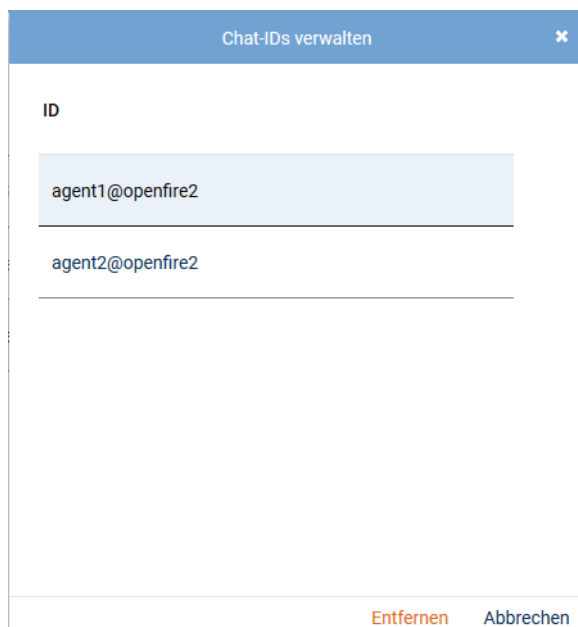 Chat-IDs verwalten
ID
agent1@openfire2
agent2@openfire2
Entfernen Abbrechen